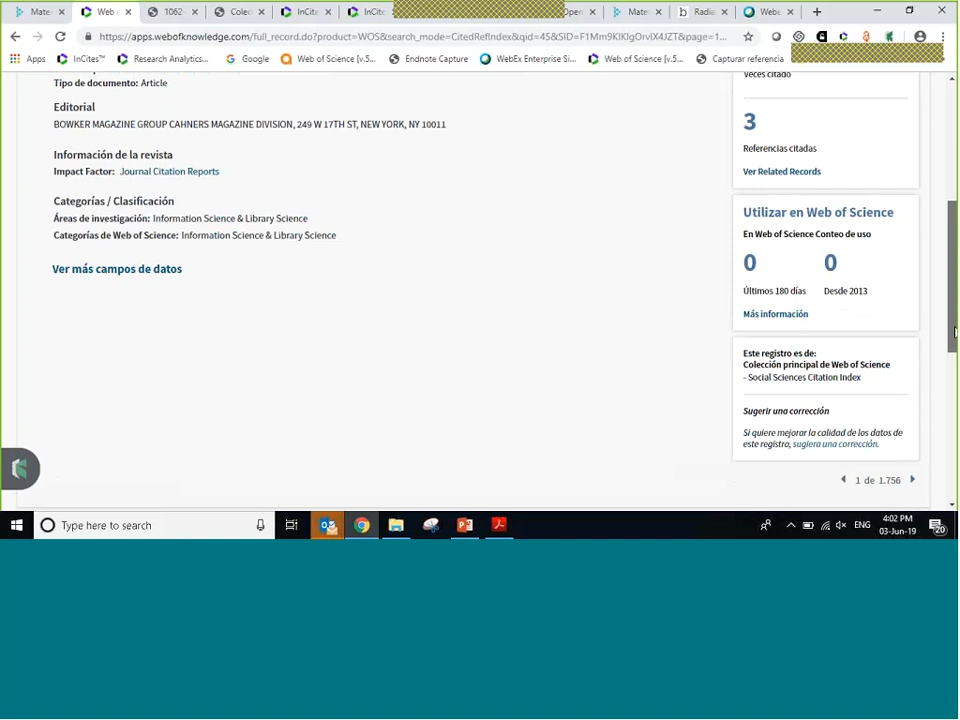 Mate
Web o
1062-
Colec
InCite
InCite
Open
Mate
Radia
Webe
https://apps.webofknowledge.com/full_record.do?product=WOS&search_mode=CitedRefIndex&qid=45&SID=F1Mm9KIKlgOrvlX4JZT&page=1...
Apps
InCites™
Research Analytics...
Google
Web of Science [v.5...
Endnote Capture
WebEx Enterprise Si...
Web of Science [v.5...
Capturar referencia
Tipo de documento: Article
Editorial
BOWKER MAGAZINE GROUP CAHNERS MAGAZINE DIVISION, 249 W 17TH ST, NEW YORK, NY 10011
Información de la revista
Impact Factor: Journal Citation Reports
Categorías / Clasificación
Áreas de investigación: Information Science & Library Science
Categorías de Web of Science: Information Science & Library Science
Ver más campos de datos
Veces citado
3
Referencias citadas
Ver Related Records
Utilizar en Web of Science
En Web of Science Conteo de uso
0 0
Últimos 180 días Desde 2013
Más información
Este registro es de:
Colección principal de Web of Science
- Social Sciences Citation Index
Sugerir una corrección
Si quiere mejorar la calidad de los datos de
este registro, sugiera una corrección.
1 de 1.756
Type here to search
ENG
4:02 PM
03-Jun-19
20